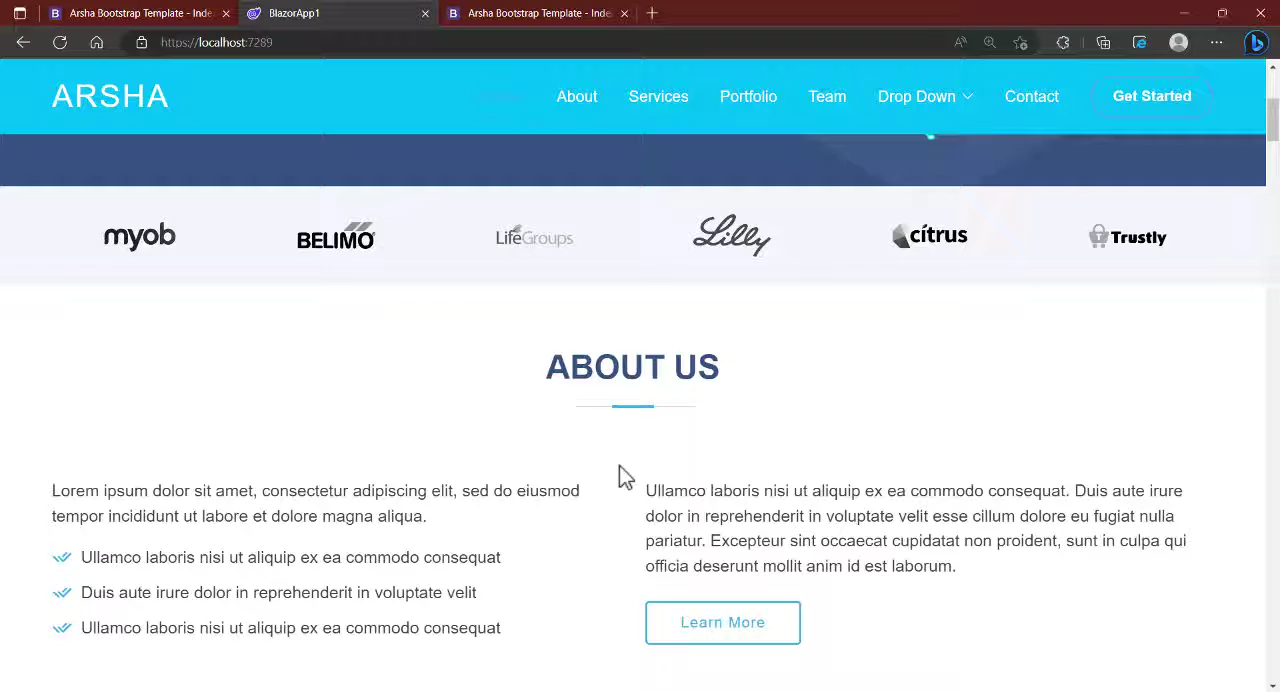 Arsha Bootstrap Template - Inde
BlazorApp1
Arsha Bootstrap Template - Inde
https://localhost:7289
ARSHA
About
Services
Portfolio
Team
Drop Down
Contact
Get Started
myob
BELIMO
LifeGroups
Lilly
citrus
Trustly
ABOUT US
Lorem ipsum dolor sit amet, consectetur adipiscing elit, sed do eiusmod
tempor incididunt ut labore et dolore magna aliqua.
Ullamco laboris nisi ut aliquip ex ea commodo consequat
Duis aute irure dolor in reprehenderit in voluptate velit
Ullamco laboris nisi ut aliquip ex ea commodo consequat
Ullamco laboris nisi ut aliquip ex ea commodo consequat. Duis aute irure
dolor in reprehenderit in voluptate velit esse cillum dolore eu fugiat nulla
pariatur. Excepteur sint occaecat cupidatat non proident, sunt in culpa qui
officia deserunt mollit anim id est laborum.
Learn More